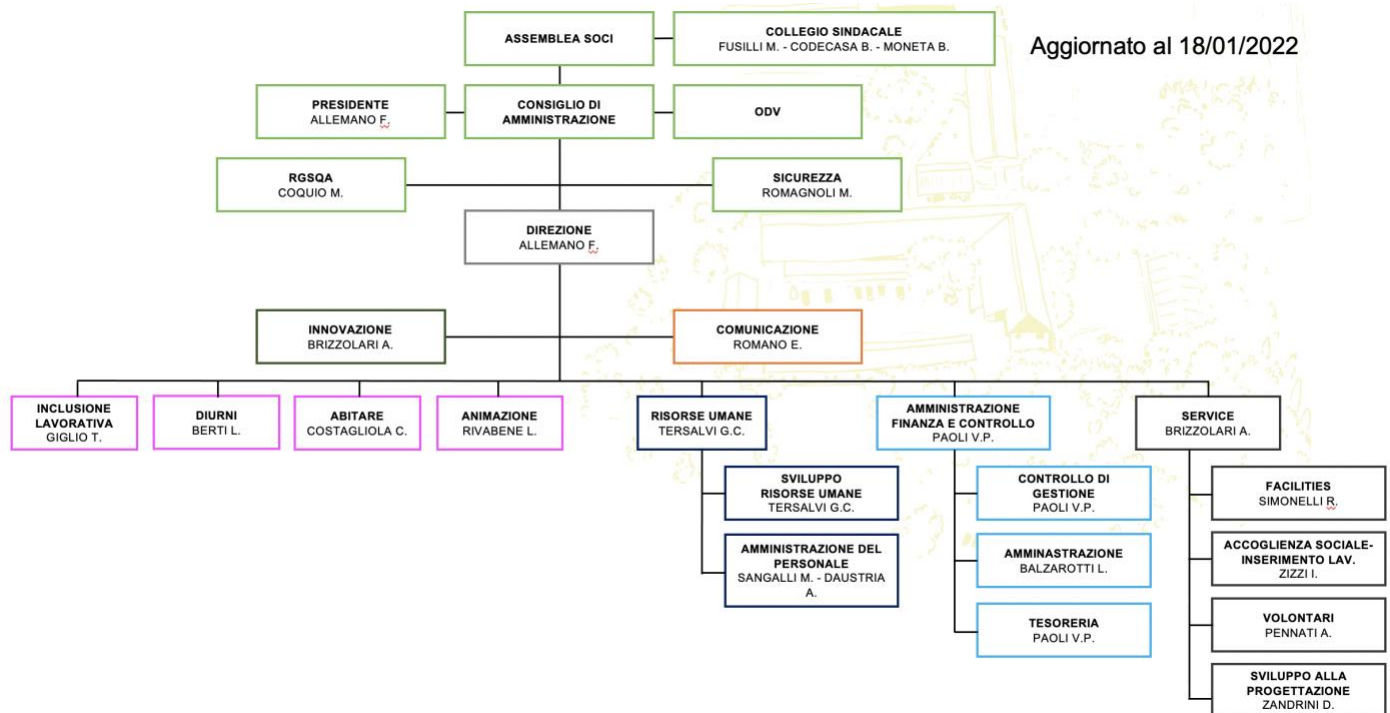 ASSEMBLEA SOCI
COLLEGIO SINDACALE
FUSILLI M. - CODECASA B. - MONETA B.
Aggiornato al 18/01/2022
PRESIDENTE
ALLEMANO F.
CONSIGLIO DI
AMMINISTRAZIONE
ODV
RGSQA
COQUIO M.
SICUREZZA
ROMAGNOLI M.
DIREZIONE
ALLEMANO F.
INNOVAZIONE
BRIZZOLARI A.
COMUNICAZIONE
ROMANO E.
INCLUSIONE
LAVORATIVA
GIGLIO T.
DIURNI
BERTI L.
ABITARE
COSTAGLIOLA C.
ANIMAZIONE
RIVABENE L.
RISORSE UMANE
TERSALVI G.C.
AMMINISTRAZIONE
FINANZA E CONTROLLO
PAOLI V.P.
SERVICE
BRIZZOLARI A.
SVILUPPO
RISORSE UMANE
TERSALVI G.C.
AMMINISTRAZIONE DEL
PERSONALE
SANGALLI M. - DAUSTRIA
A.
CONTROLLO DI
GESTIONE
PAOLI V.P.
AMMINASTRAZIONE
BALZAROTTI L.
TESORERIA
PAOLI V.P.
FACILITIES
SIMONELLI R.
ACCOGLIENZA SOCIALE-
INSERIMENTO LAV.
ZIZZI I.
VOLONTARI
PENNATI A.
SVILUPPO ALLA
PROGETTAZIONE
ZANDRINI D.